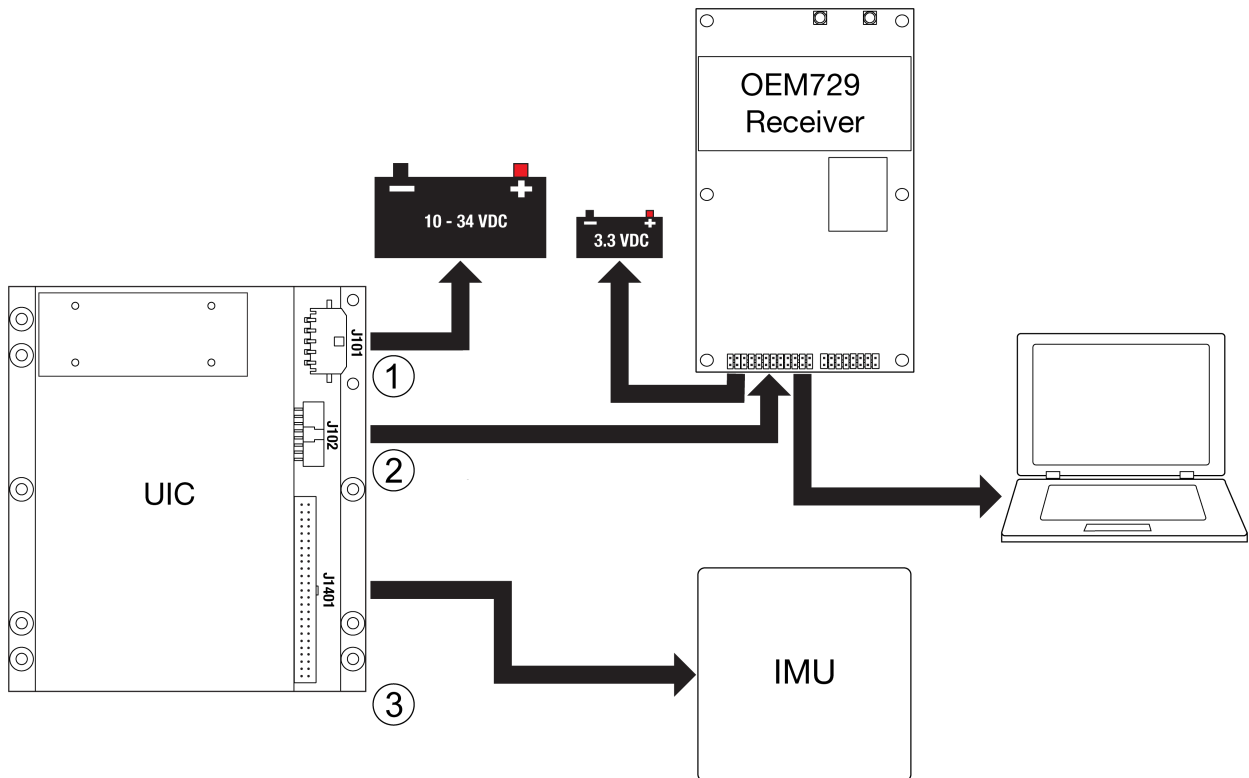 OEM729
Receiver
10 - 34 VDC
3.3 VDC
J101
1
J102
2
UIC
J1401
IMU
3